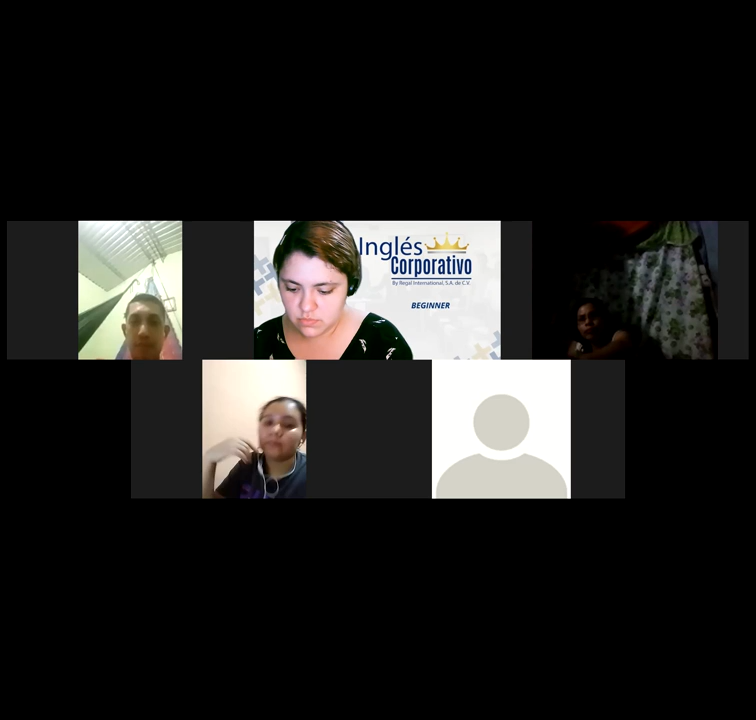 Inglés
Corporativo
By Regal International, S.A. de C.V.
BEGINNER